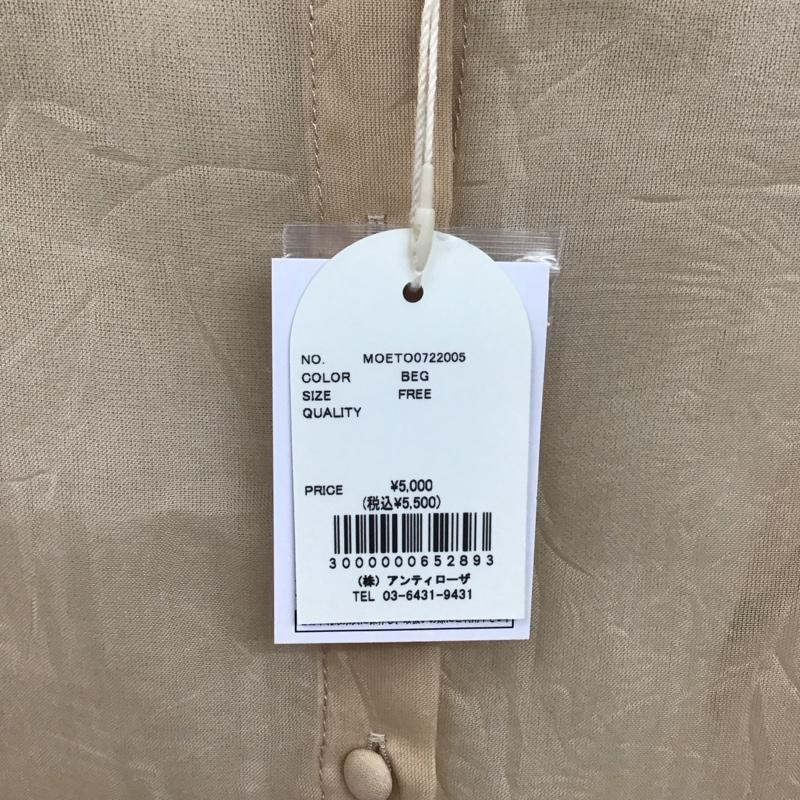 NO. MOETO0722005
COLOR BEG
SIZE FREE
QUALITY
PRICE ¥5,000
(税込¥5,500)
3000000652893
(株) アンティローザ
TEL 03-6431-9431